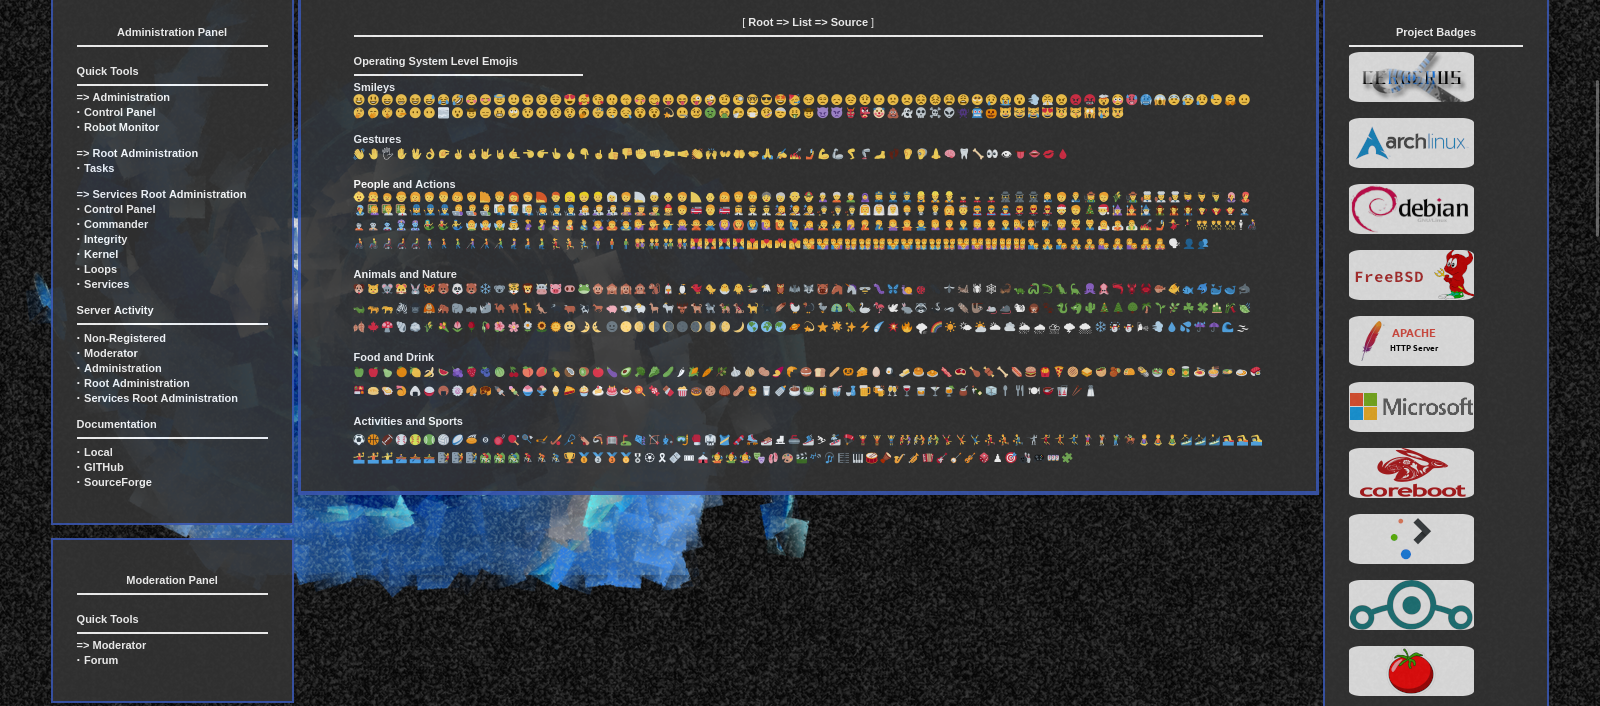 Administration Panel
Quick Tools
=> Administration
· Control Panel
· Robot Monitor
=> Root Administration
· Tasks
=> Services Root Administration
· Control Panel
· Commander
· Integrity
· Kernel
· Loops
· Services
Server Activity
· Non-Registered
· Moderator
· Administration
· Root Administration
· Services Root Administration
Documentation
· Local
· GITHub
· SourceForge
Moderation Panel
Quick Tools
=> Moderator
· Forum
[ Root => List => Source ]
Operating System Level Emojis
Smileys
Gestures
People and Actions
Animals and Nature
Food and Drink
Activities and Sports
Project Badges
CERBERUS
archlinux
debian
FreeBSD
APACHE
HTTP Server
Microsoft
coreboot